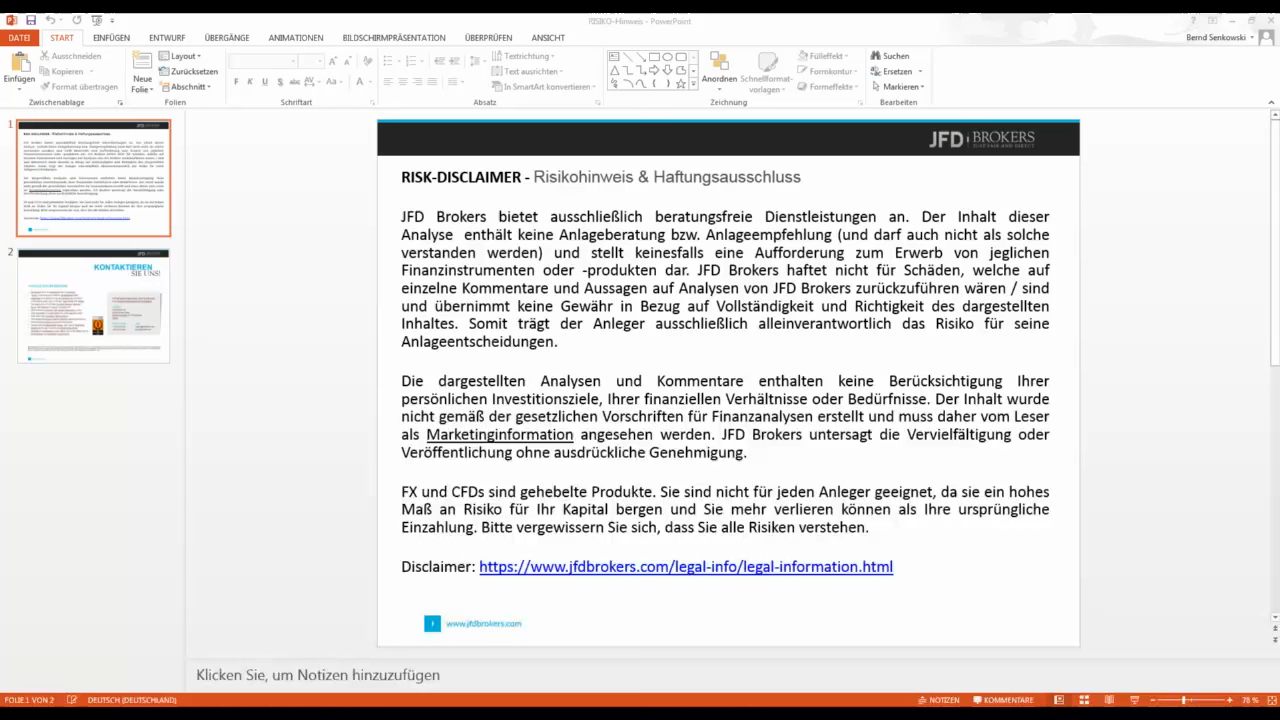 RISIKO-Hinweis - PowerPoint
DATEI START EINFÜGEN ENTWURF ÜBERGÄNGE ANIMATIONEN BILDSCHIRMPRÄSENTATION ÜBERPRÜFEN ANSICHT
Bernd Senkowski
Einfügen
Ausschneiden
Kopieren
Format übertragen
Zwischenablage
Neue
Folie
Layout
Zurücksetzen
Abschnitt
Folien
Schriftart
Textrichtung
Text ausrichten
In SmartArt konvertieren
Absatz
Anordnen
Schnellformat-
vorlagen
Fülleffekt
Formkontur
Formeffekte
Zeichnung
Suchen
Ersetzen
Markieren
Bearbeiten
1
2
KONTAKTIEREN
SIE UNS!
JFD BROKERS
JUST FAIR AND DIRECT
RISK-DISCLAIMER - Risikohinweis & Haftungsausschluss
JFD Brokers bietet ausschließlich beratungsfreie Dienstleistungen an. Der Inhalt dieser
Analyse enthält keine Anlageberatung bzw. Anlageempfehlung (und darf auch nicht als solche
verstanden werden) und stellt keinesfalls eine Aufforderung zum Erwerb von jeglichen
Finanzinstrumenten oder -produkten dar. JFD Brokers haftet nicht für Schäden, welche auf
einzelne Kommentare und Aussagen auf Analysen von JFD Brokers zurückzuführen wären / sind
und übernimmt keine Gewähr in Bezug auf Vollständigkeit und Richtigkeit des dargestellten
Inhaltes. Somit trägt der Anleger ausschließlich alleinverantwortlich das Risiko für seine
Anlageentscheidungen.
Die dargestellten Analysen und Kommentare enthalten keine Berücksichtigung Ihrer
persönlichen Investitionsziele, Ihrer finanziellen Verhältnisse oder Bedürfnisse. Der Inhalt wurde
nicht gemäß der gesetzlichen Vorschriften für Finanzanalysen erstellt und muss daher vom Leser
als Marketinginformation angesehen werden. JFD Brokers untersagt die Vervielfältigung oder
Veröffentlichung ohne ausdrückliche Genehmigung.
FX und CFDs sind gehebelte Produkte. Sie sind nicht für jeden Anleger geeignet, da sie ein hohes
Maß an Risiko für Ihr Kapital bergen und Sie mehr verlieren können als Ihre ursprüngliche
Einzahlung. Bitte vergewissern Sie sich, dass Sie alle Risiken verstehen.
Disclaimer: https://www.jfdbrokers.com/legal-info/legal-information.html
www.jfdbrokers.com
Klicken Sie, um Notizen hinzuzufügen
FOLIE 1 VON 2 DEUTSCH (DEUTSCHLAND) NOTIZEN KOMMENTARE 78 %